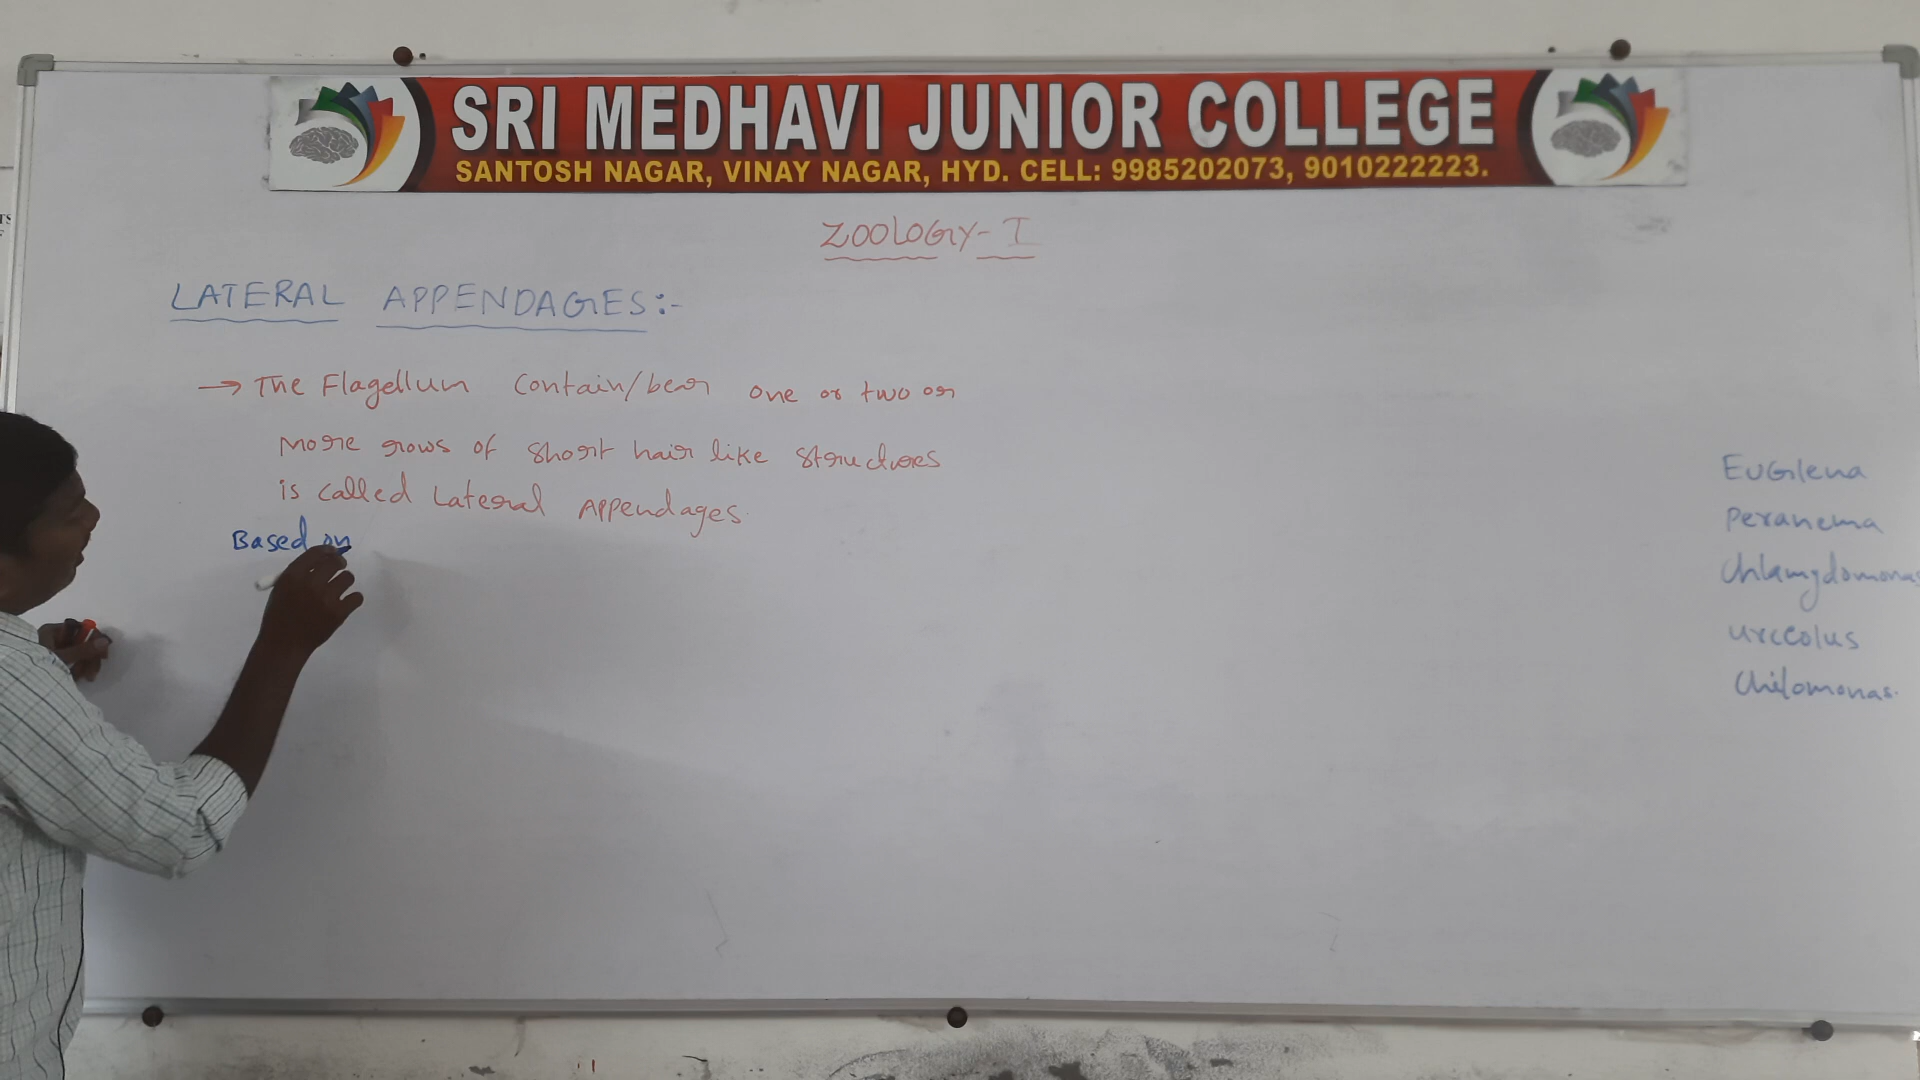 SRI MEDHAVI JUNIOR COLLEGE
SANTOSH NAGAR, VINAY NAGAR, HYD. CELL: 9985202073, 9010222223.
ZOOLOGY-I
LATERAL APPENDAGES:-
→ The Flagellum Contain/bear one or two or
More rows of Short hair like Structures
is called Lateral Appendages.
Based on
EuGlena
Peranema
Chlamydomonas
Urceolus
Chilomonas.